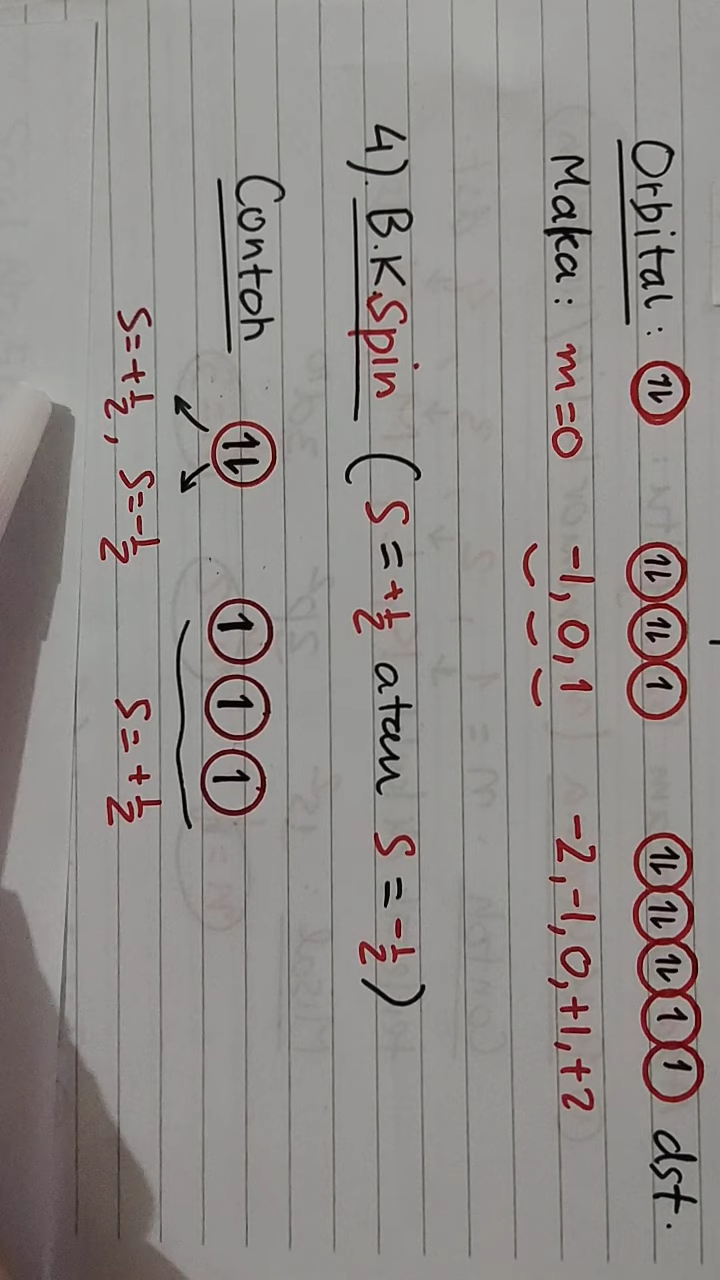 Orbital : ⥮ ⥮⥮↿ ⥮⥮⥮↿↿ dst.
Maka : m=0 -1, 0, 1 -2,-1,0,+1,+2
4). B.K.Spin (S=+½ atau S=-½)
Contoh ⥮ ↿↿↿
S=+½, S=-½ S=+½